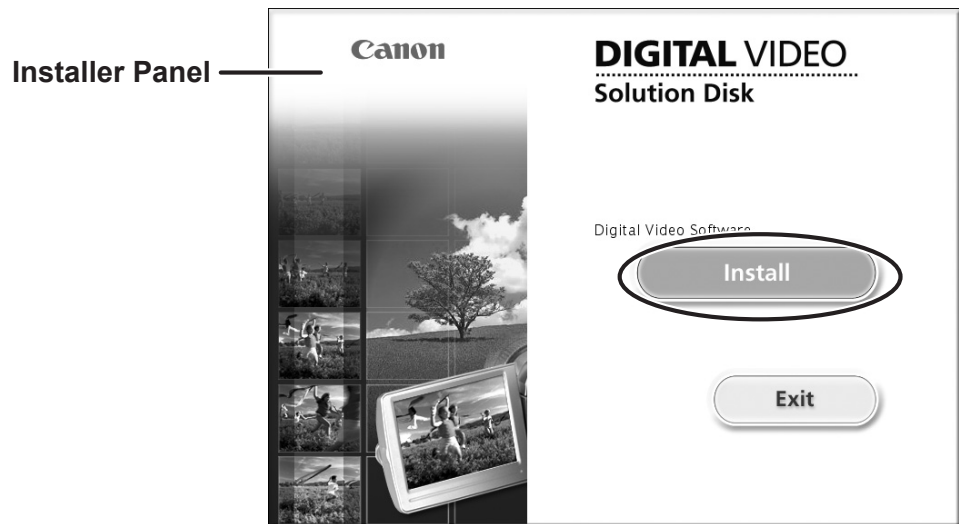 Installer Panel
Canon
DIGITAL VIDEO
Solution Disk
Digital Video Software
Install
Exit